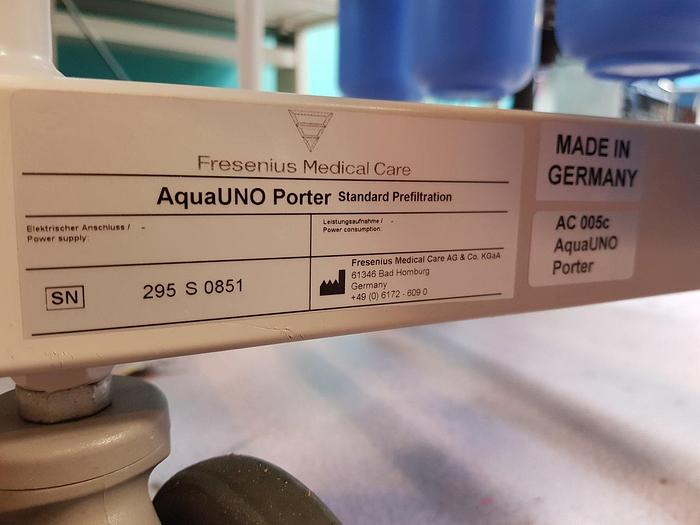 Fresenius Medical Care
AquaUNO Porter Standard Prefiltration
Elektrischer Anschluss / -
Power supply:
Leistungsaufnahme / -
Power consumption:
SN
295 S 0851
Fresenius Medical Care AG & Co. KGaA
61346 Bad Homburg
Germany
+49 (0) 6172 - 609 0
MADE IN
GERMANY
AC 005c
AquaUNO
Porter